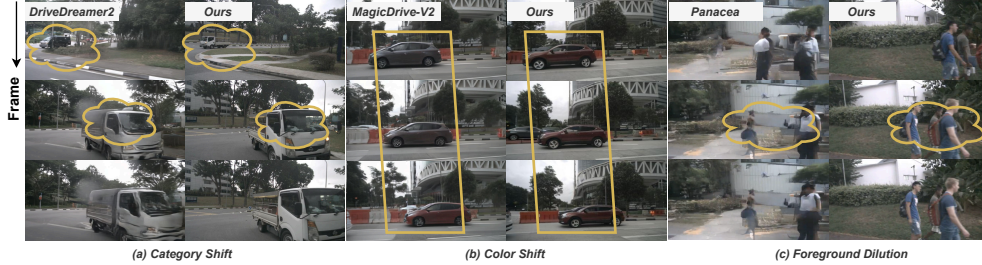 DriveDreamer2
Ours
MagicDrive-V2
Ours
Panacea
Ours
Frame
(a) Category Shift
(b) Color Shift
(c) Foreground Dilution